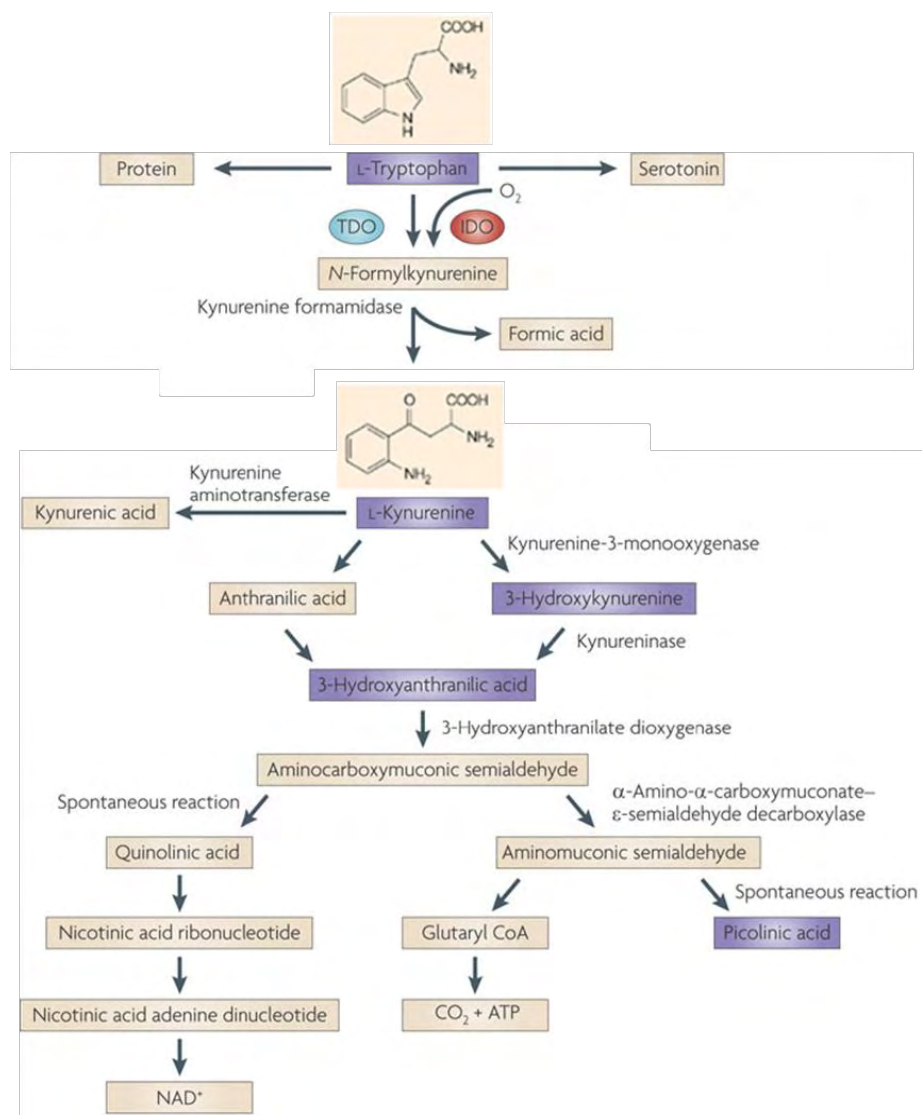 COOH
NH₂
N
H
Protein
L-Tryptophan
Serotonin
O₂
TDO
IDO
N-Formylkynurenine
Kynurenine formamidase
Formic acid
O
COOH
NH₂
NH₂
Kynurenine
aminotransferase
Kynurenic acid
L-Kynurenine
Kynurenine-3-monooxygenase
Anthranilic acid
3-Hydroxykynurenine
Kynureninase
3-Hydroxyanthranilic acid
3-Hydroxyanthranilate dioxygenase
Aminocarboxymuconic semialdehyde
Spontaneous reaction
α-Amino-α-carboxymuconate–
ε-semialdehyde decarboxylase
Quinolinic acid
Aminomuconic semialdehyde
Spontaneous reaction
Nicotinic acid ribonucleotide
Glutaryl CoA
Picolinic acid
Nicotinic acid adenine dinucleotide
CO₂ + ATP
NAD⁺